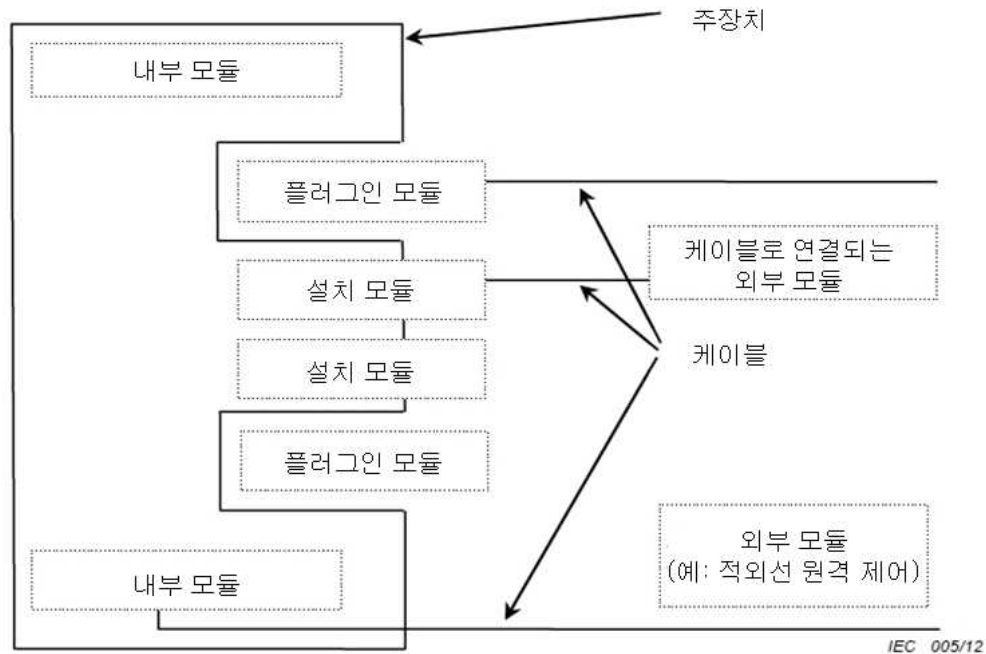 주장치
내부 모듈
플러그인 모듈
케이블로 연결되는
외부 모듈
설치 모듈
케이블
설치 모듈
플러그인 모듈
외부 모듈
(예: 적외선 원격 제어)
내부 모듈
IEC 005/12